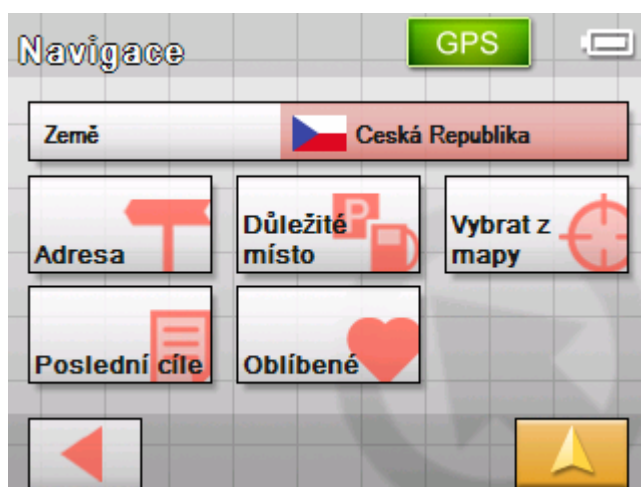 Navigace
GPS
Země
Ceská Republika
Adresa
Důležité
místo
P
Vybrat z
mapy
Poslední cíle
Oblíbené